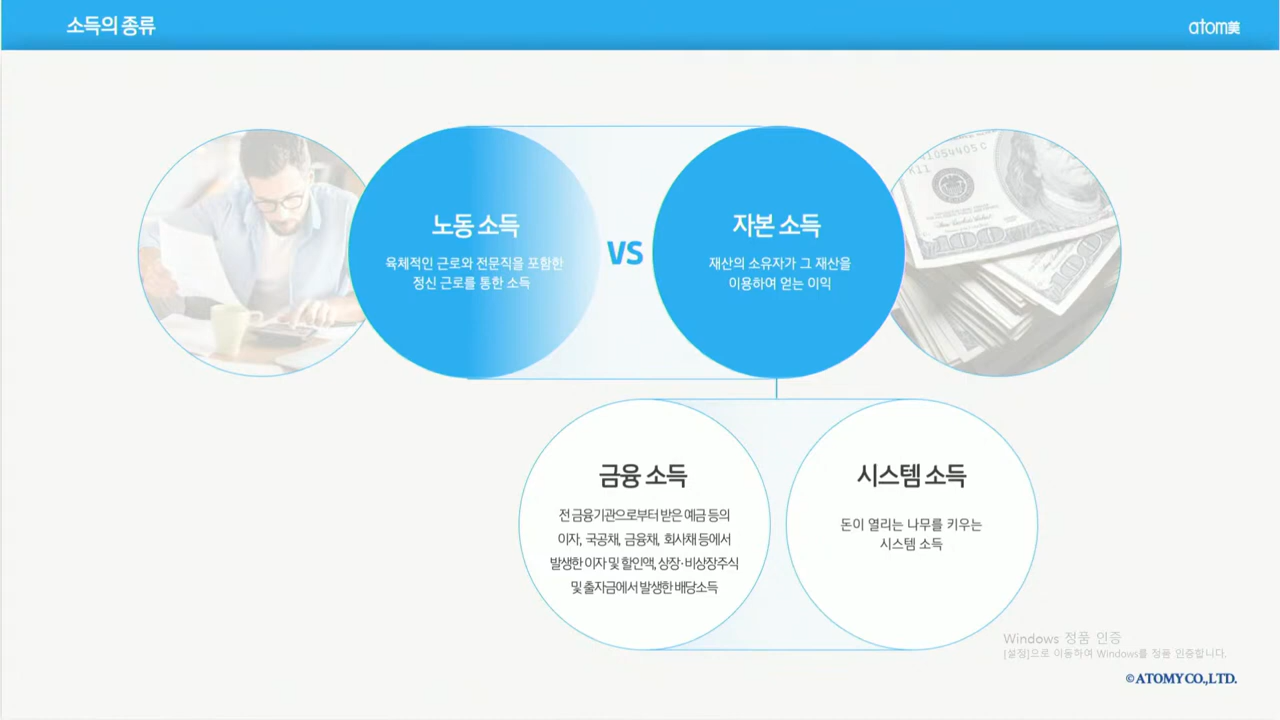 소득의 종류
atom美
노동 소득
육체적인 근로와 전문직을 포함한
정신 근로를 통한 소득
VS
자본 소득
재산의 소유자가 그 재산을
이용하여 얻는 이익
금융 소득
전 금융기관으로부터 받은 예금 등의
이자, 국공채, 금융채, 회사채 등에서
발생한 이자 및 할인액, 상장·비상장주식
및 출자금에서 발생한 배당소득
시스템 소득
돈이 열리는 나무를 키우는
시스템 소득
Windows 정품 인증
[설정]으로 이동하여 Windows를 정품 인증합니다.
© ATOMY CO.,LTD.